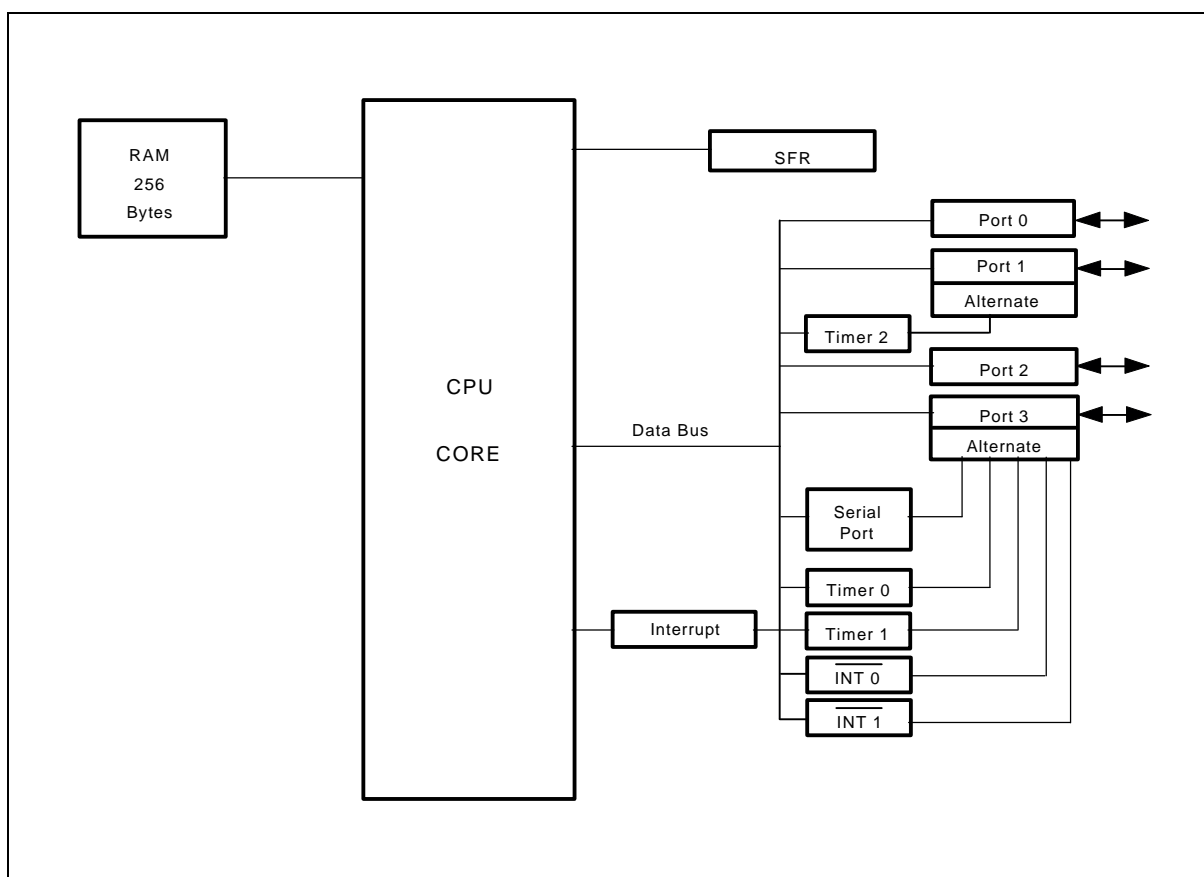 RAM
256
Bytes
CPU
CORE
SFR
Port 0
Port 1
Alternate
Timer 2
Port 2
Port 3
Alternate
Data Bus
Serial
Port
Timer 0
Interrupt
Timer 1
INT 0
INT 1